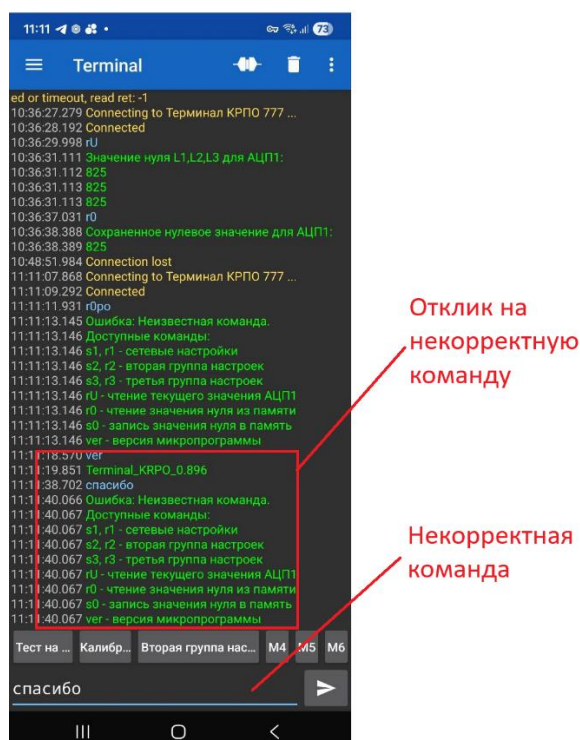 11:11
73
Terminal
ed or timeout, read ret: -1
10:36:27.279 Connecting to Терминал КРПО 777 ...
10:36:28.192 Connected
10:36:29.998 rU
10:36:31.111 Значение нуля L1,L2,L3 для АЦП1:
10:36:31.112 825
10:36:31.113 825
10:36:31.113 825
10:36:37.031 r0
10:36:38.388 Сохраненное нулевое значение для АЦП1:
10:36:38.389 825
10:48:51.984 Connection lost
11:11:07.868 Connecting to Терминал КРПО 777 ...
11:11:09.292 Connected
11:11:11.931 r0po
11:11:13.145 Ошибка: Неизвестная команда.
11:11:13.146 Доступные команды:
11:11:13.146 s1, r1 - сетевые настройки
11:11:13.146 s2, r2 - вторая группа настроек
11:11:13.146 s3, r3 - третья группа настроек
11:11:13.146 rU - чтение текущего значения АЦП1
11:11:13.146 r0 - чтение значения нуля из памяти
11:11:13.146 s0 - запись значения нуля в память
11:11:13.146 ver - версия микропрограммы
11:11:18.570 ver
11:11:19.851 Terminal_KRPO_0.896
11:11:38.702 спасибо
11:11:40.066 Ошибка: Неизвестная команда.
11:11:40.067 Доступные команды:
11:11:40.067 s1, r1 - сетевые настройки
11:11:40.067 s2, r2 - вторая группа настроек
11:11:40.067 s3, r3 - третья группа настроек
11:11:40.067 rU - чтение текущего значения АЦП1
11:11:40.067 r0 - чтение значения нуля из памяти
11:11:40.067 s0 - запись значения нуля в память
11:11:40.067 ver - версия микропрограммы
Тест на ... Калибр... Вторая группа нас... M4 M5 M6
спасибо
Отклик на
некорректную
команду
Некорректная
команда